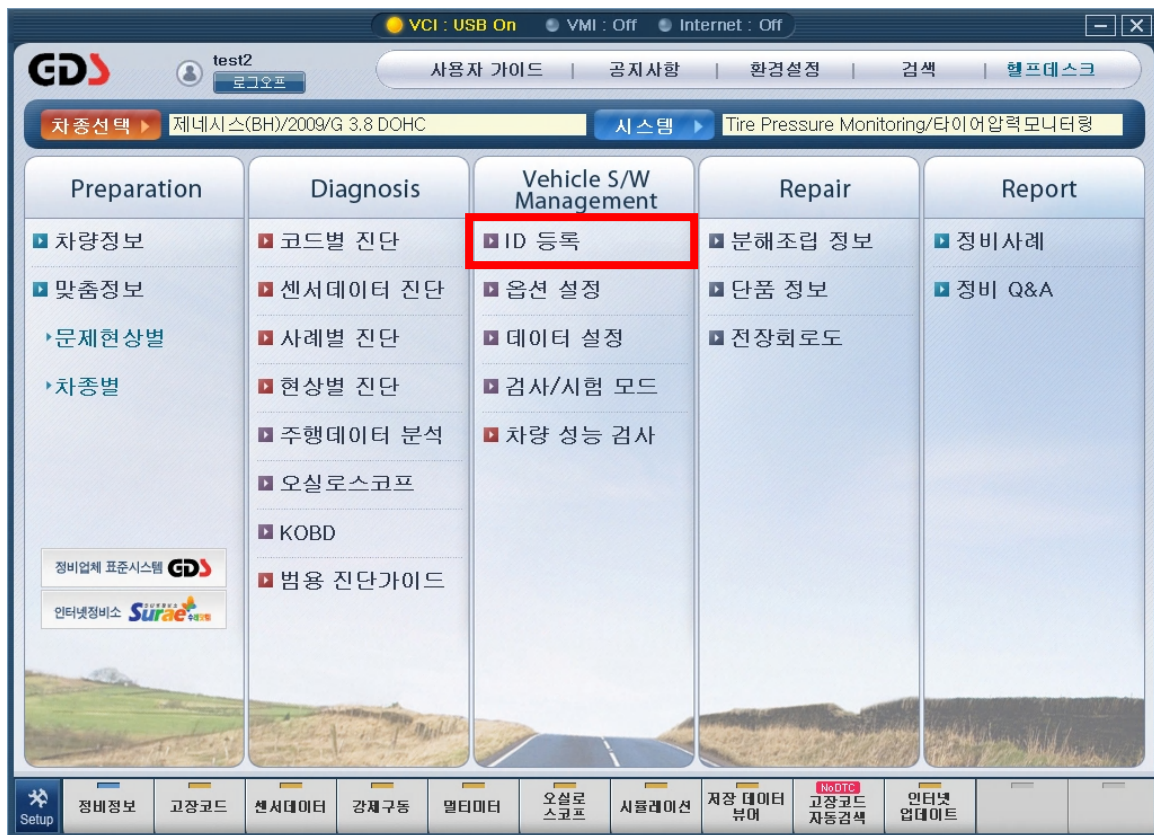 VCI : USB On VMI : Off Internet : Off
GDS test2 로그오프 사용자 가이드 | 공지사항 | 환경설정 | 검색 | 헬프데스크
차종선택 제네시스(BH)/2009/G 3.8 DOHC 시스템 Tire Pressure Monitoring/타이어압력모니터링
Preparation
차량정보
맞춤정보
문제현상별
차종별
정비업체 표준시스템 GDS
인터넷정비소 Surae
Diagnosis
코드별 진단
센서데이터 진단
사례별 진단
현상별 진단
주행데이터 분석
오실로스코프
KOBD
범용 진단가이드
Vehicle S/W
Management
ID 등록
옵션 설정
데이터 설정
검사/시험 모드
차량 성능 검사
Repair
분해조립 정보
단품 정보
전장회로도
Report
정비사례
정비 Q&A
Setup
정비정보
고장코드
센서데이터
강제구동
멀티미터
오실로
스코프
시뮬레이션
저장 데이터
뷰어
NoDTC
고장코드
자동검색
인터넷
업데이트